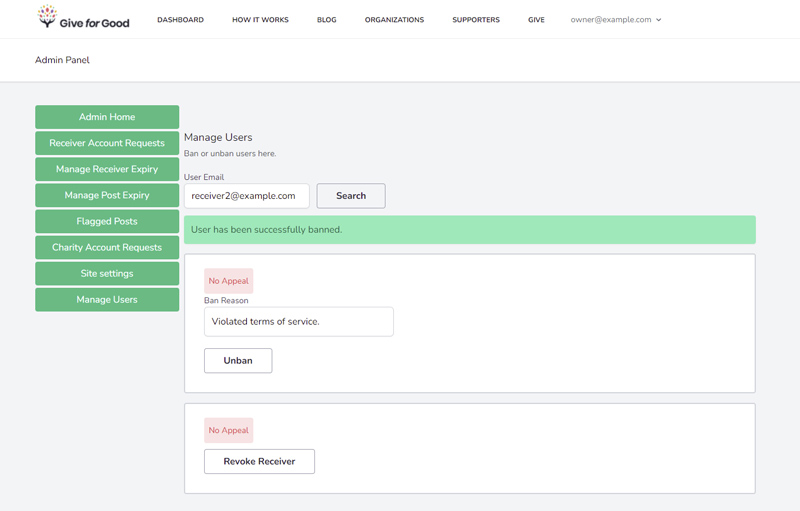 Give for Good
DASHBOARD HOW IT WORKS BLOG ORGANIZATIONS SUPPORTERS GIVE owner@example.com
Admin Panel
Admin Home
Receiver Account Requests
Manage Receiver Expiry
Manage Post Expiry
Flagged Posts
Charity Account Requests
Site settings
Manage Users
Manage Users
Ban or unban users here.
User Email
receiver2@example.com Search
User has been successfully banned.
No Appeal
Ban Reason
Violated terms of service.
Unban
No Appeal
Revoke Receiver